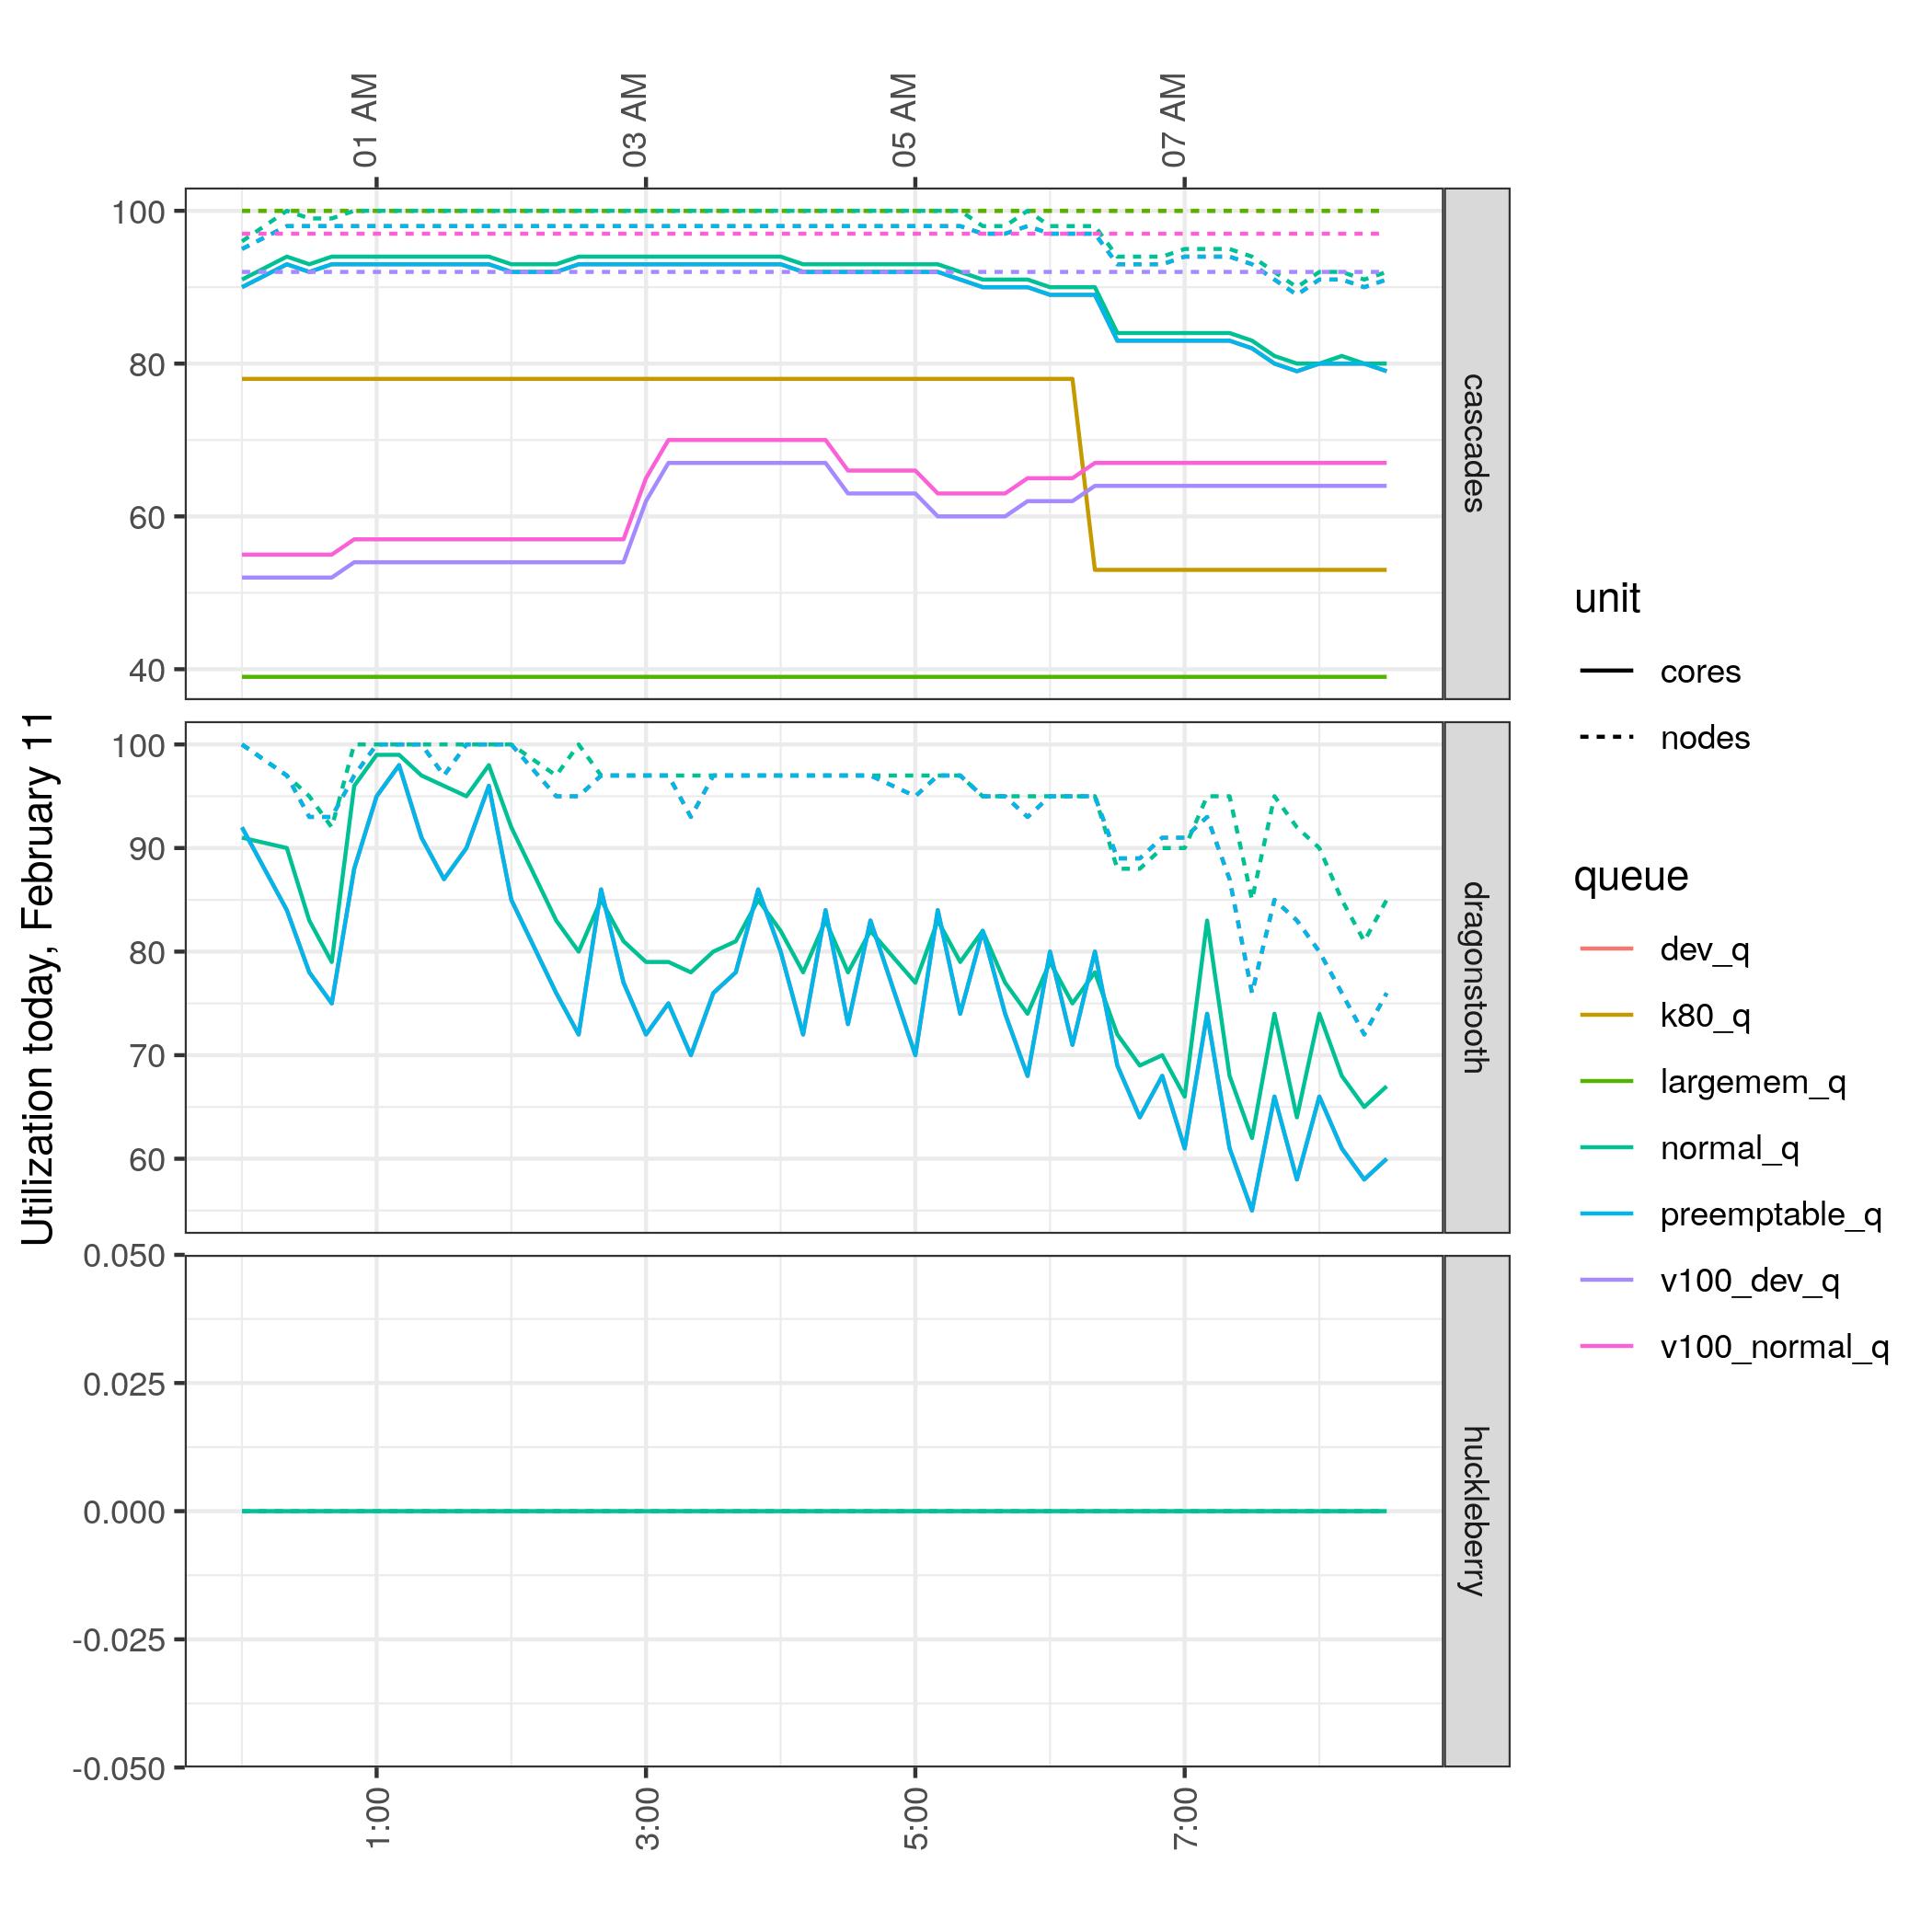 01 AM
03 AM
05 AM
07 AM
Utilization today, February 11
100
80
60
40
cascades
100
90
80
70
60
dragonstooth
0.050
0.025
0.000
-0.025
-0.050
huckleberry
1:00
3:00
5:00
7:00
unit
cores
nodes
queue
dev_q
k80_q
largemem_q
normal_q
preemptable_q
v100_dev_q
v100_normal_q